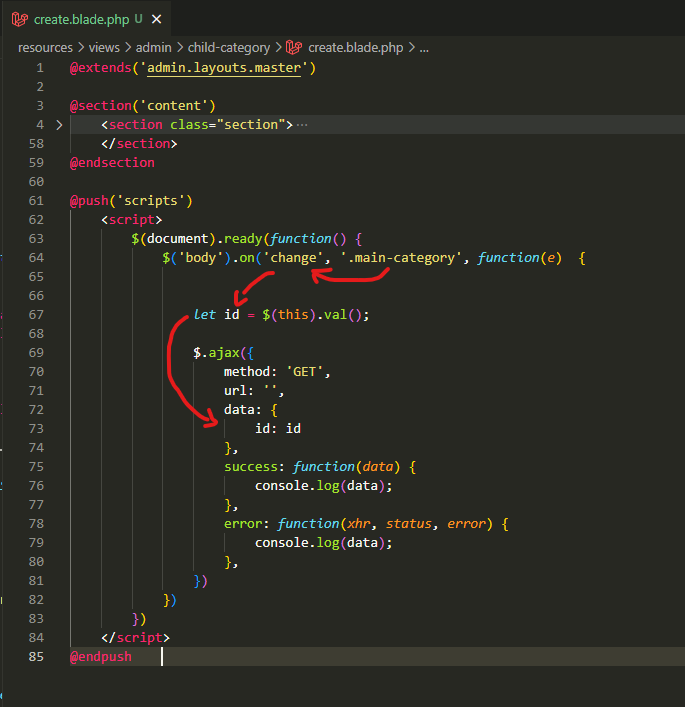 create.blade.php U ×
resources > views > admin > child-category > create.blade.php > ...
1 @extends('admin.layouts.master')
2
3 @section('content')
4 > <section class="section"> ...
58 </section>
59 @endsection
60
61 @push('scripts')
62 <script>
63 $(document).ready(function() {
64 $('body').on('change', '.main-category', function(e)  {
65
66
67 let id = $(this).val();
68
69 $.ajax({
70 method: 'GET',
71 url: '',
72 data: {
73 id: id
74 },
75 success: function(data) {
76 console.log(data);
77 },
78 error: function(xhr, status, error) {
79 console.log(data);
80 },
81 })
82 })
83 })
84 </script>
85 @endpush